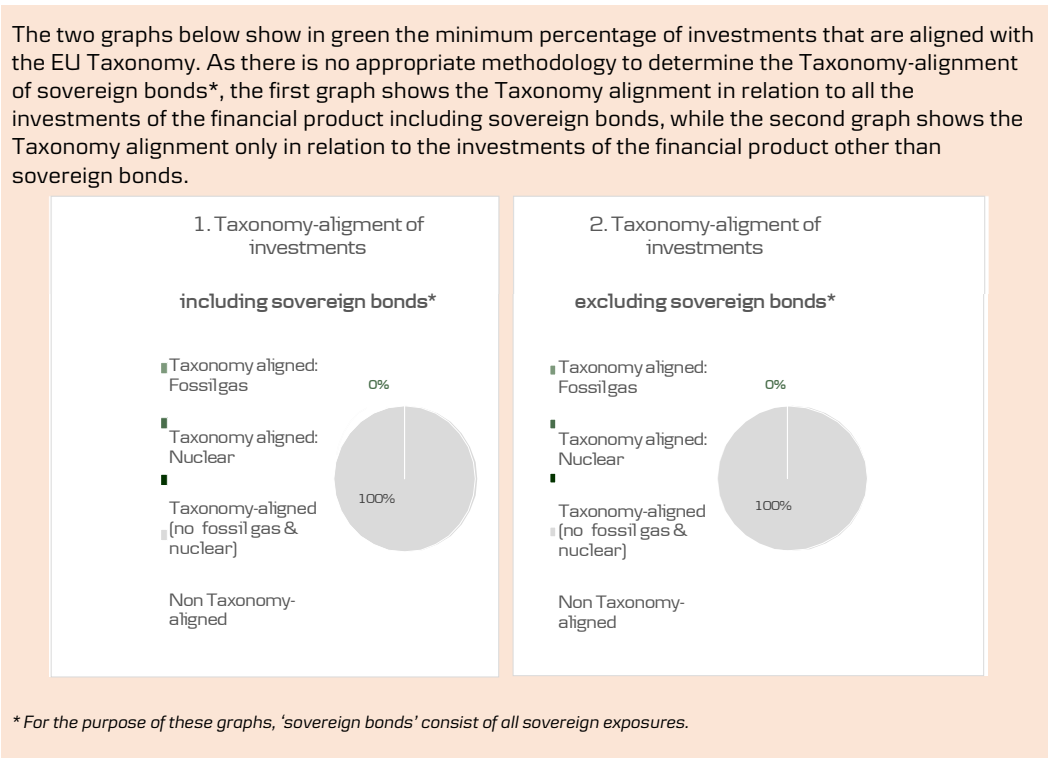 The two graphs below show in green the minimum percentage of investments that are aligned with
the EU Taxonomy. As there is no appropriate methodology to determine the Taxonomy-alignment
of sovereign bonds*, the first graph shows the Taxonomy alignment in relation to all the
investments of the financial product including sovereign bonds, while the second graph shows the
Taxonomy alignment only in relation to the investments of the financial product other than
sovereign bonds.
1. Taxonomy-aligment of
investments
including sovereign bonds*
Taxonomy aligned:
Fossil gas
Taxonomy aligned:
Nuclear
Taxonomy-aligned
(no fossil gas &
nuclear)
Non Taxonomy-
aligned
0%
100%
2. Taxonomy-aligment of
investments
excluding sovereign bonds*
Taxonomy aligned:
Fossil gas
Taxonomy aligned:
Nuclear
Taxonomy-aligned
(no fossil gas &
nuclear)
Non Taxonomy-
aligned
0%
100%
* For the purpose of these graphs, 'sovereign bonds' consist of all sovereign exposures.